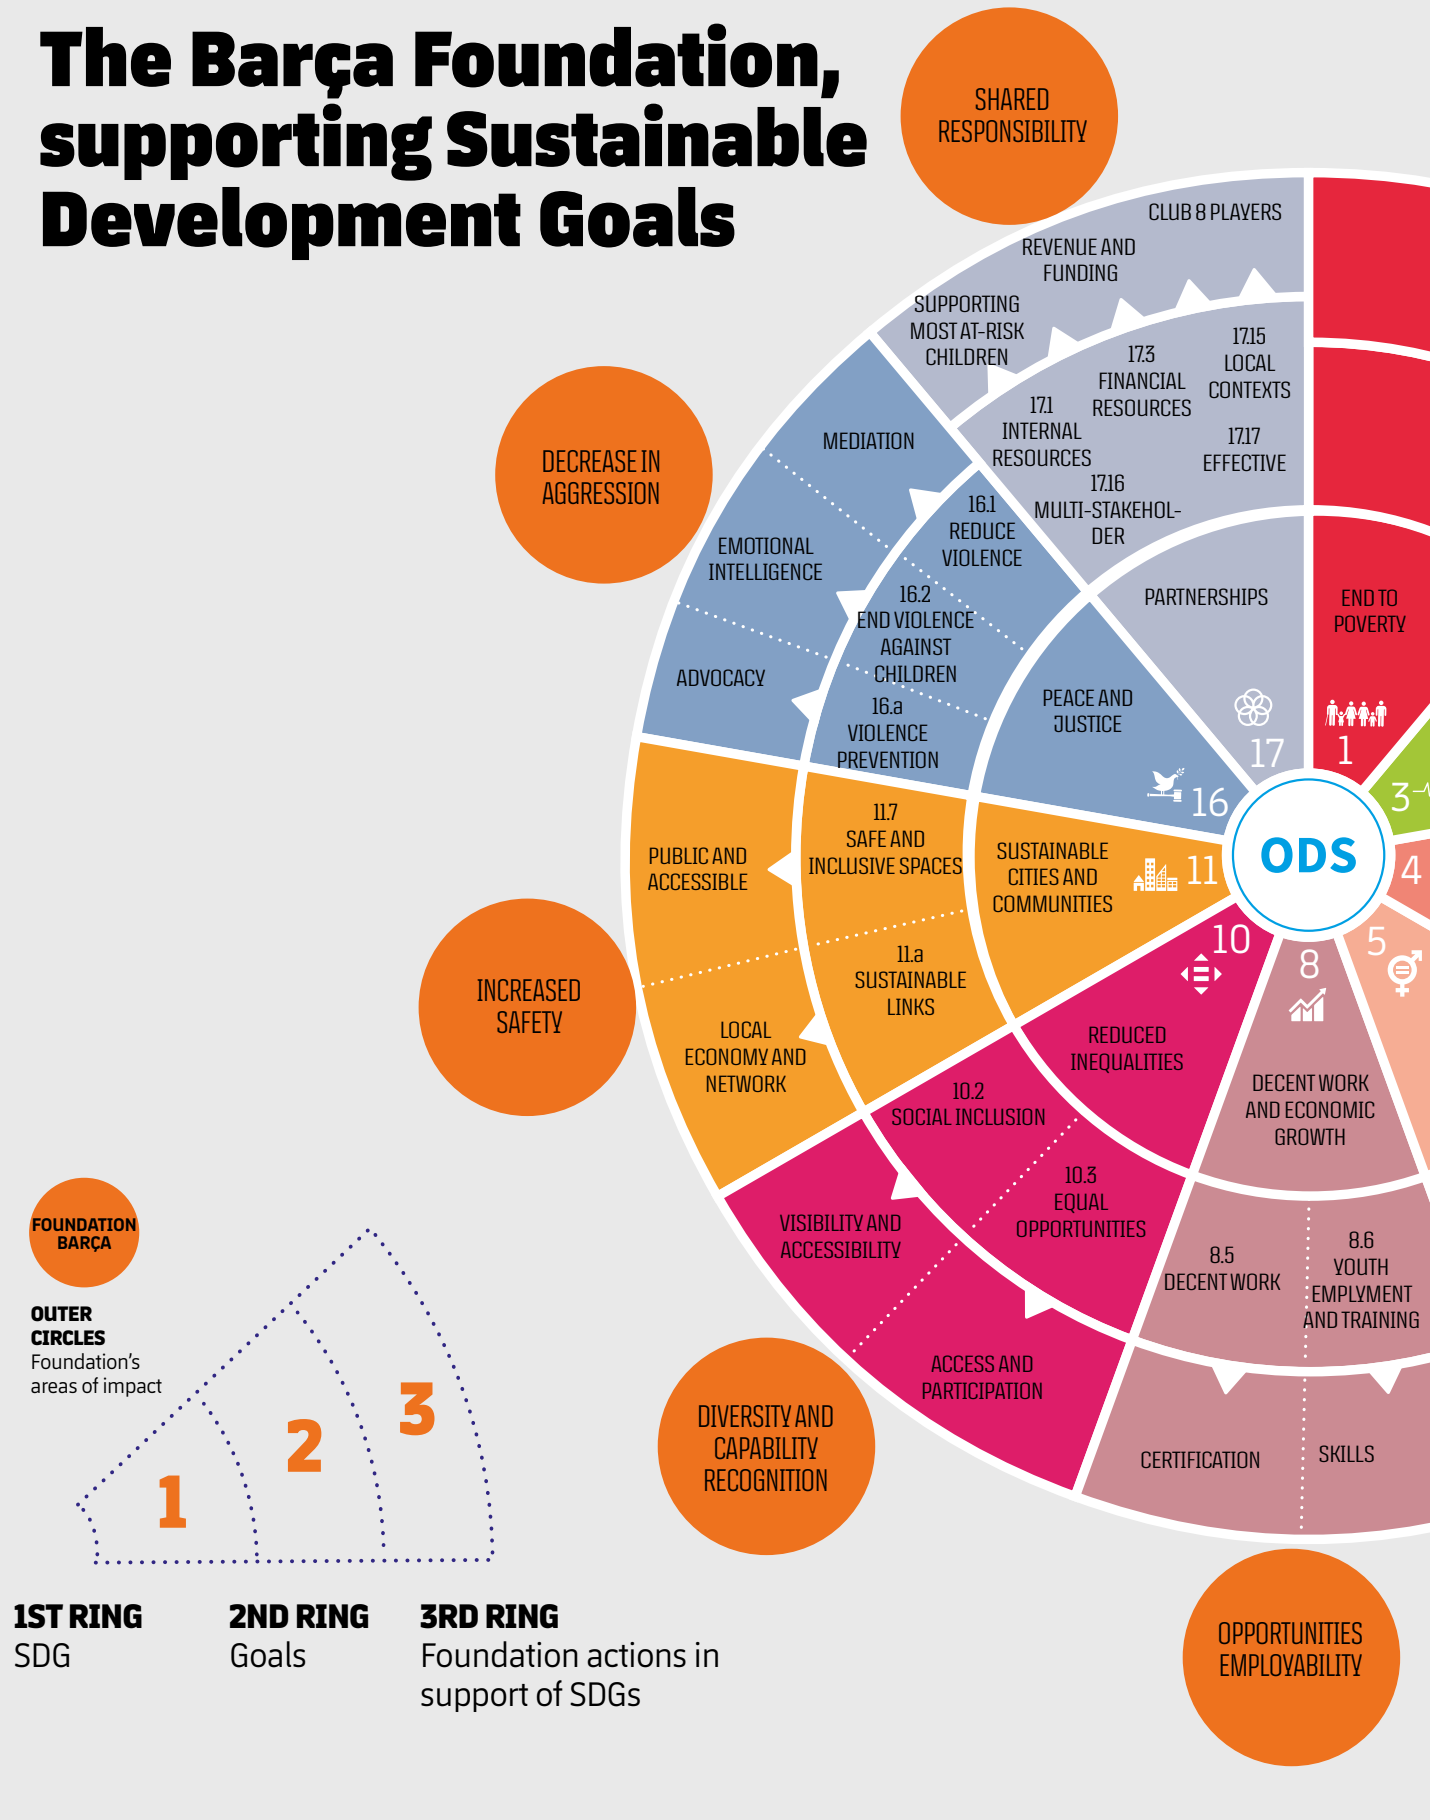 The Barça Foundation,
supporting Sustainable
Development Goals
SHARED
RESPONSIBILITY
CLUB 8 PLAYERS
REVENUE AND
FUNDING
SUPPORTING
MOST AT-RISK
CHILDREN
17.15
LOCAL
CONTEXTS
17.3
FINANCIAL
RESOURCES
17.1
INTERNAL
RESOURCES
17.17
EFFECTIVE
17.16
MULTI-STAKEHOL-
DER
PARTNERSHIPS
17
END TO
POVERTY
1
DECREASE IN
AGGRESSION
MEDIATION
EMOTIONAL
INTELLIGENCE
ADVOCACY
16.1
REDUCE
VIOLENCE
16.2
END VIOLENCE
AGAINST
CHILDREN
16.a
VIOLENCE
PREVENTION
PEACE AND
JUSTICE
16
3
ODS
4
5
INCREASED
SAFETY
PUBLIC AND
ACCESSIBLE
LOCAL
ECONOMY AND
NETWORK
11.7
SAFE AND
INCLUSIVE SPACES
11.a
SUSTAINABLE
LINKS
SUSTAINABLE
CITIES AND
COMMUNITIES
11
10
REDUCED
INEQUALITIES
10.2
SOCIAL INCLUSION
10.3
EQUAL
OPPORTUNITIES
VISIBILITY AND
ACCESSIBILITY
ACCESS AND
PARTICIPATION
DIVERSITY AND
CAPABILITY
RECOGNITION
8
DECENT WORK
AND ECONOMIC
GROWTH
8.5
DECENT WORK
8.6
YOUTH
EMPLYMENT
AND TRAINING
CERTIFICATION
SKILLS
OPPORTUNITIES
EMPLOYABILITY
FOUNDATION
BARÇA
OUTER
CIRCLES
Foundation's
areas of impact
1
2
3
1ST RING
SDG
2ND RING
Goals
3RD RING
Foundation actions in
support of SDGs